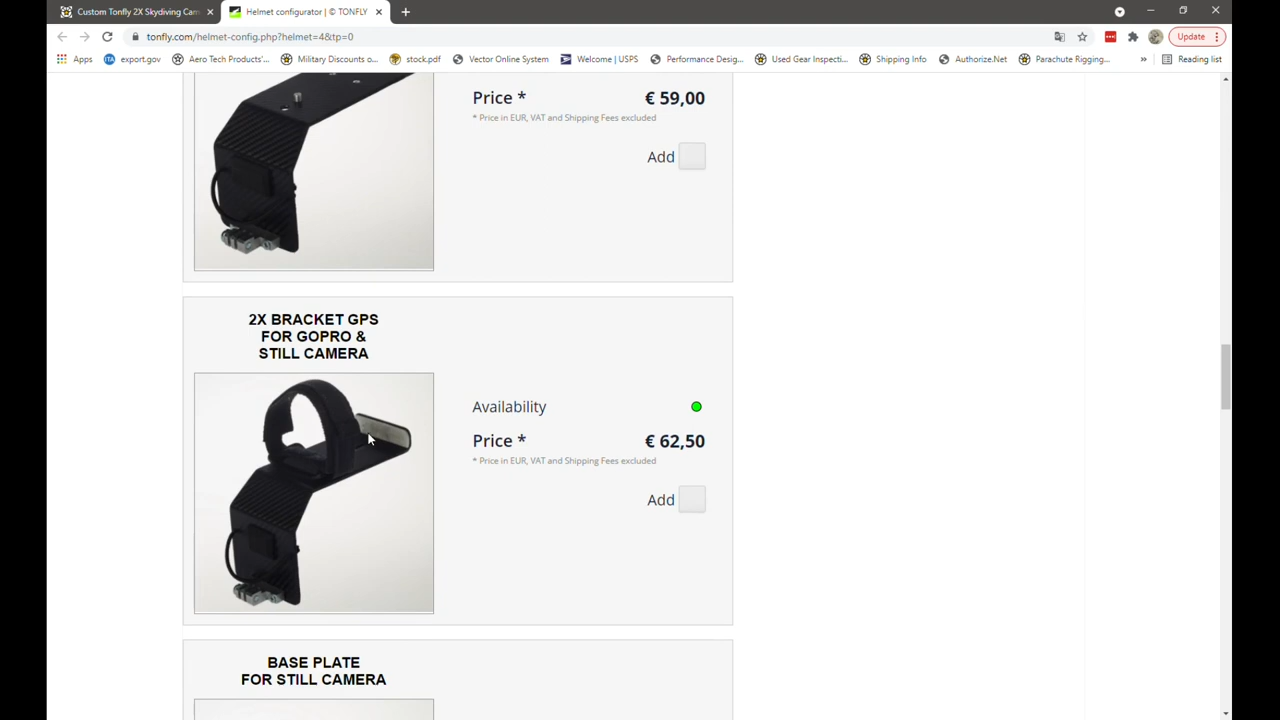 Custom Tonfly 2X Skydiving Cam
Helmet configurator | © TONFLY
tonfly.com/helmet-config.php?helmet=4&tp=0
Update
Apps
export.gov
Aero Tech Products'...
Military Discounts o...
stock.pdf
Vector Online System
Welcome | USPS
Performance Desig...
Used Gear Inspecti...
Shipping Info
Authorize.Net
Parachute Rigging...
»
Reading list
Price * € 59,00
* Price in EUR, VAT and Shipping Fees excluded
Add
2X BRACKET GPS
FOR GOPRO &
STILL CAMERA
Availability
Price * € 62,50
* Price in EUR, VAT and Shipping Fees excluded
Add
BASE PLATE
FOR STILL CAMERA